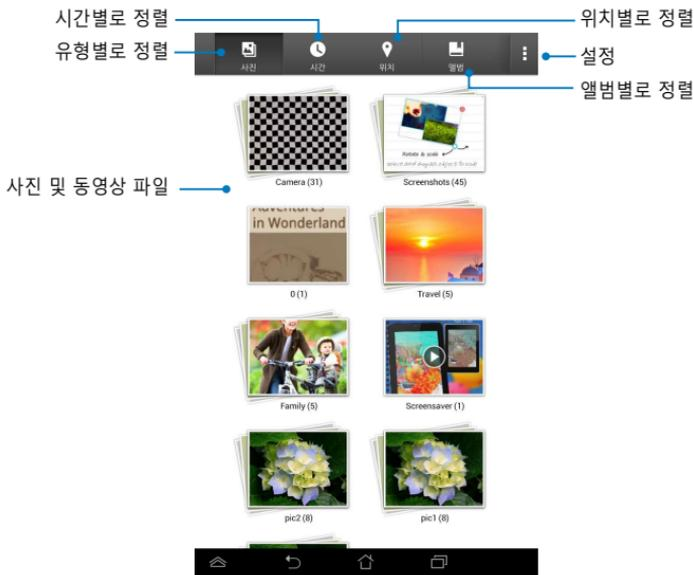 시간별로 정렬
위치별로 정렬
유형별로 정렬
설정
앨범별로 정렬
사진
시간
위치
앨범
사진 및 동영상 파일
Rotate & scale
Camera (31)
Screenshots (45)
Adventures
in Wonderland
0 (1)
Travel (5)
Family (5)
Screensaver (1)
pic2 (8)
pic1 (8)